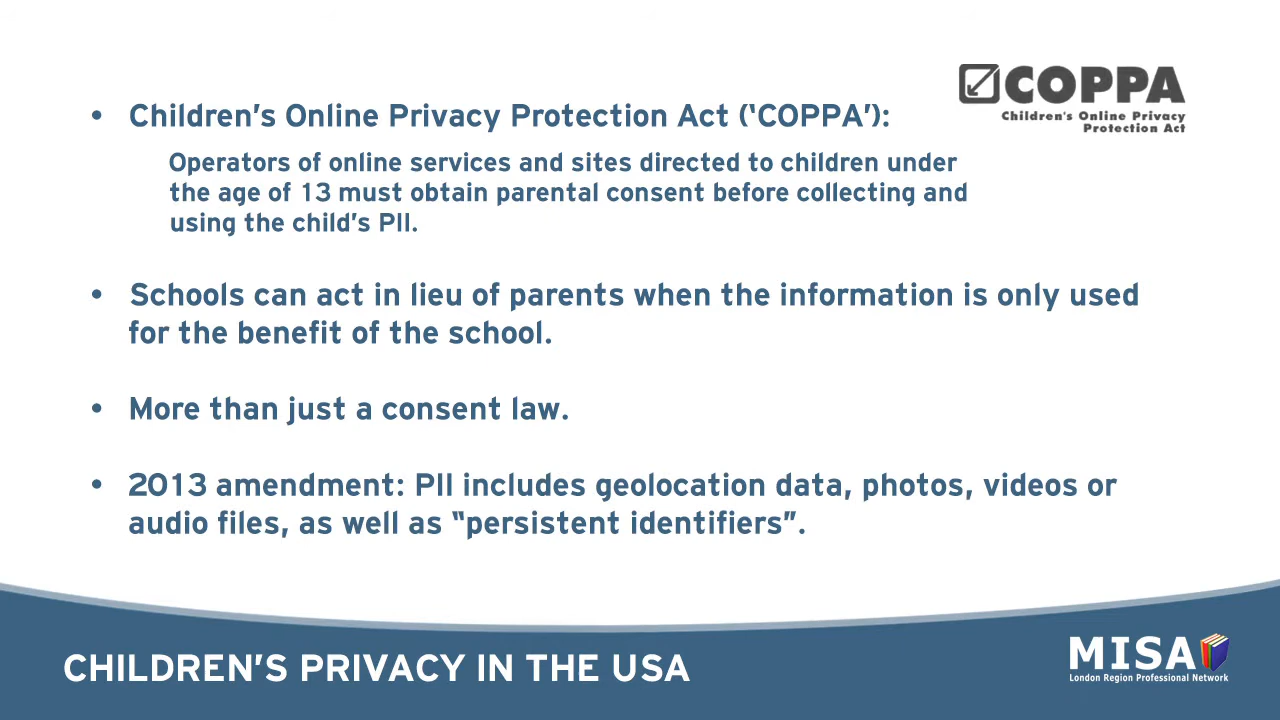 COPPA
Children's Online Privacy
Protection Act
• Children's Online Privacy Protection Act ('COPPA'):
Operators of online services and sites directed to children under
the age of 13 must obtain parental consent before collecting and
using the child's PII.
• Schools can act in lieu of parents when the information is only used
for the benefit of the school.
• More than just a consent law.
• 2013 amendment: PII includes geolocation data, photos, videos or
audio files, as well as “persistent identifiers”.
CHILDREN'S PRIVACY IN THE USA
MISA
London Region Professional Network